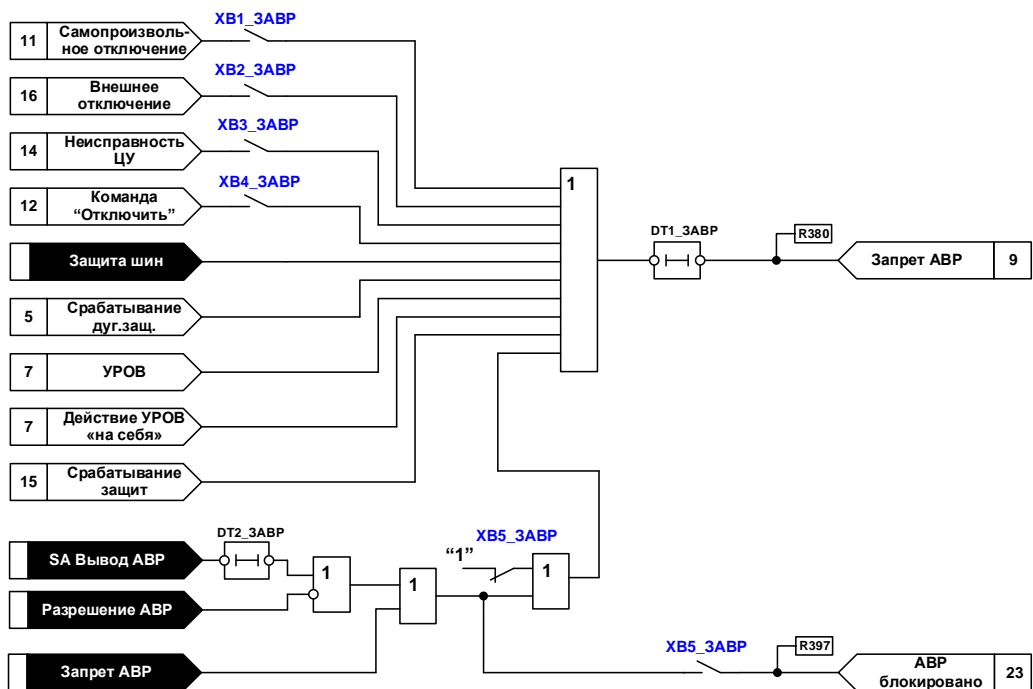 XB1_ЗАВР
11
Самопроизволь-
ное отключение
XB2_ЗАВР
16
Внешнее
отключение
XB3_ЗАВР
14
Неисправность
ЦУ
XB4_ЗАВР
12
Команда
“Отключить”
Защита шин
5
Срабатывание
дуг.защ.
7
УРОВ
7
Действие УРОВ
«на себя»
15
Срабатывание
защит
1
DT1_ЗАВР
R380
Запрет АВР
9
DT2_ЗАВР
SA Вывод АВР
1
Разрешение АВР
1
XB5_ЗАВР
“1”
1
Запрет АВР
XB5_ЗАВР
R397
АВР
блокировано
23